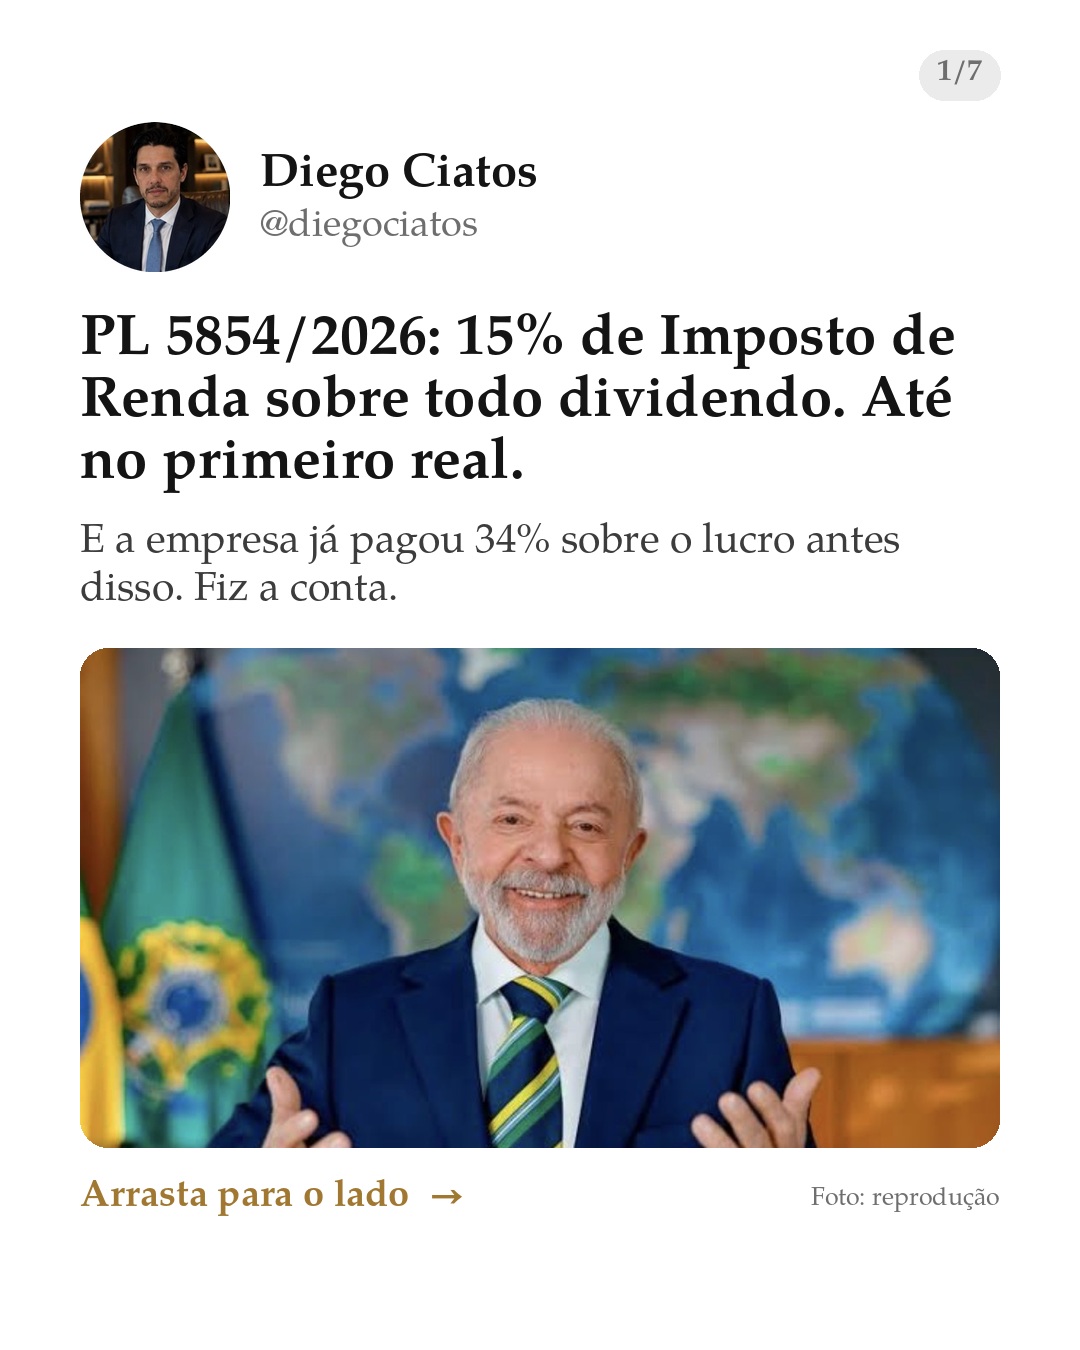 1/7
Diego Ciatos
@diegociatos
PL 5854/2026: 15% de Imposto de
Renda sobre todo dividendo. Até
no primeiro real.
E a empresa já pagou 34% sobre o lucro antes
disso. Fiz a conta.
Arrasta para o lado →
Foto: reprodução